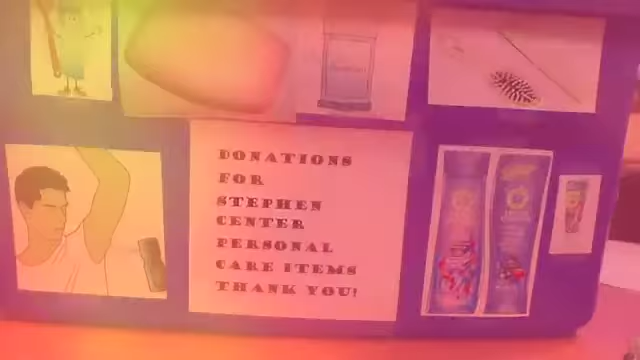 DONATIONS
FOR
STEPHEN
CENTER
PERSONAL
CARE ITEMS
THANK YOU!